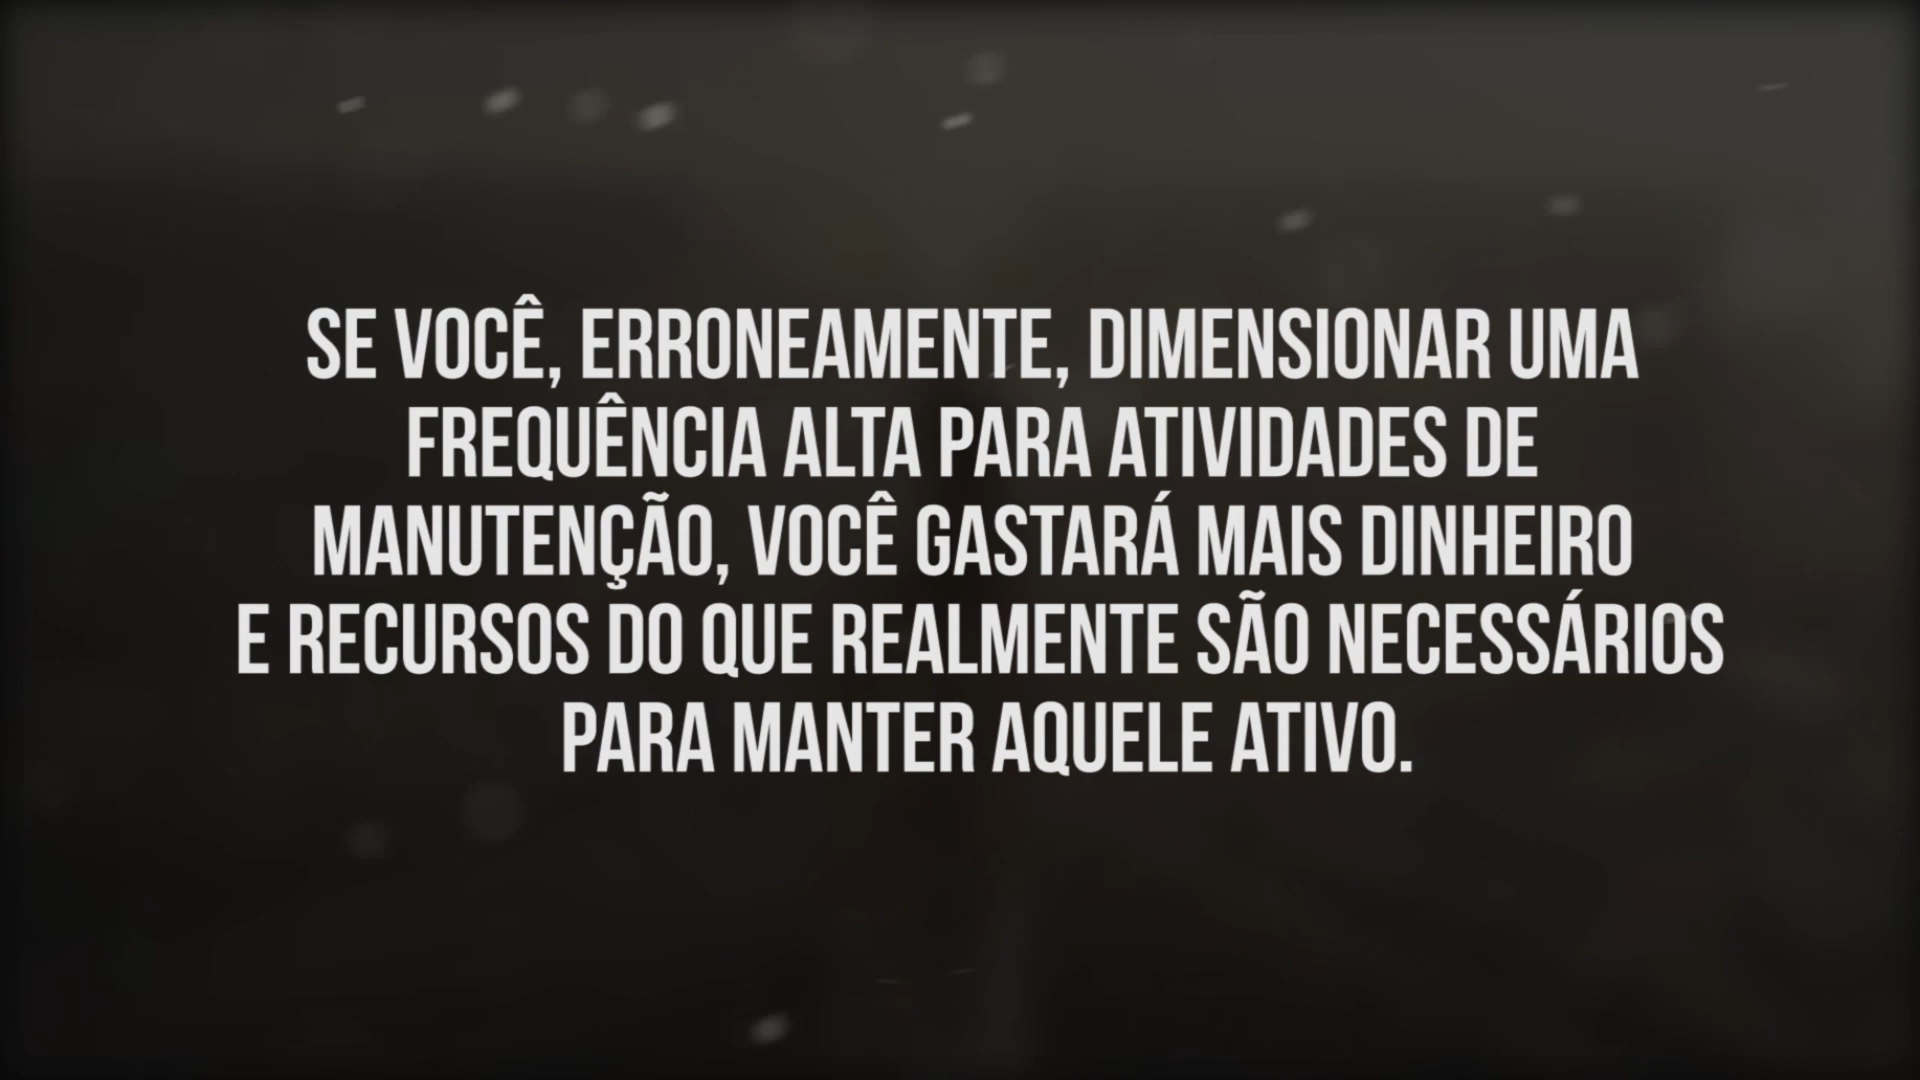 SE VOCÊ, ERRONEAMENTE, DIMENSIONAR UMA
FREQUÊNCIA ALTA PARA ATIVIDADES DE
MANUTENÇÃO, VOCÊ GASTARÁ MAIS DINHEIRO
E RECURSOS DO QUE REALMENTE SÃO NECESSÁRIOS
PARA MANTER AQUELE ATIVO.